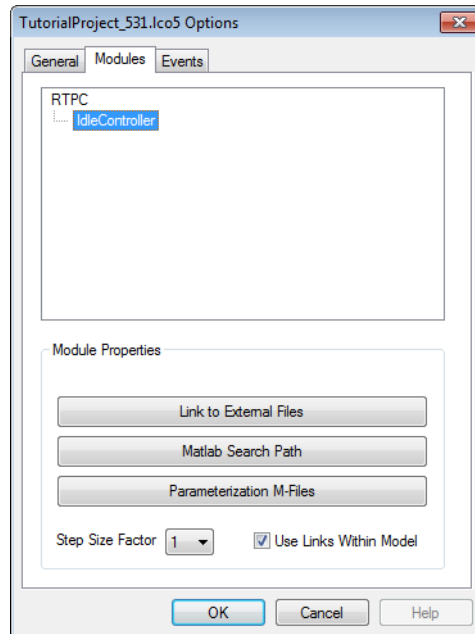 TutorialProject_531.lco5 Options
General Modules Events
RTPC
IdleController
Module Properties
Link to External Files
Matlab Search Path
Parameterization M-Files
Step Size Factor 1 Use Links Within Model
OK Cancel Help